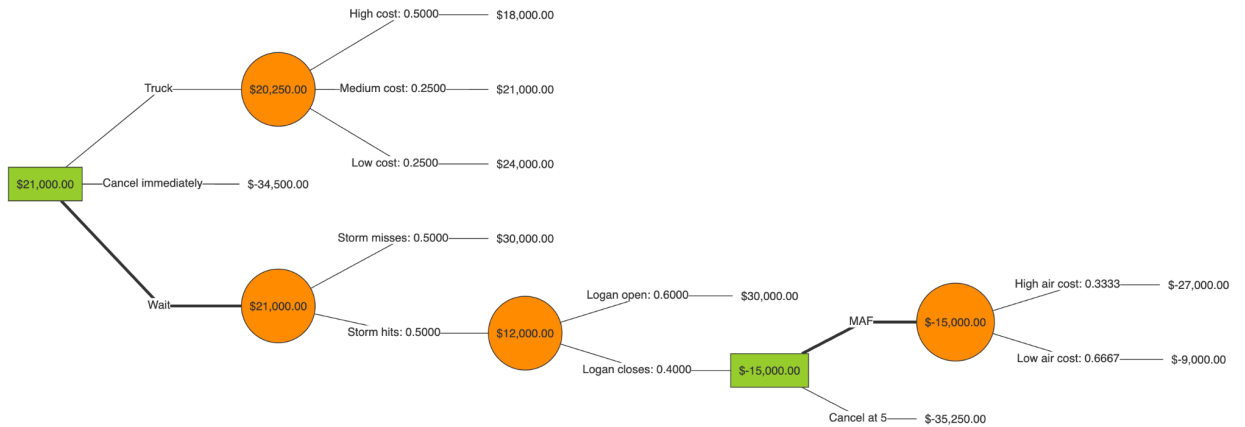 High cost: 0.5000
$18,000.00
Truck
$20,250.00
Medium cost: 0.2500
$21,000.00
Low cost: 0.2500
$24,000.00
$21,000.00
Cancel immediately
$-34,500.00
Storm misses: 0.5000
$30,000.00
Wait
$21,000.00
Storm hits: 0.5000
$12,000.00
Logan open: 0.6000
$30,000.00
Logan closes: 0.4000
$-15,000.00
MAF
$-15,000.00
High air cost: 0.3333
$-27,000.00
Low air cost: 0.6667
$-9,000.00
Cancel at 5
$-35,250.00